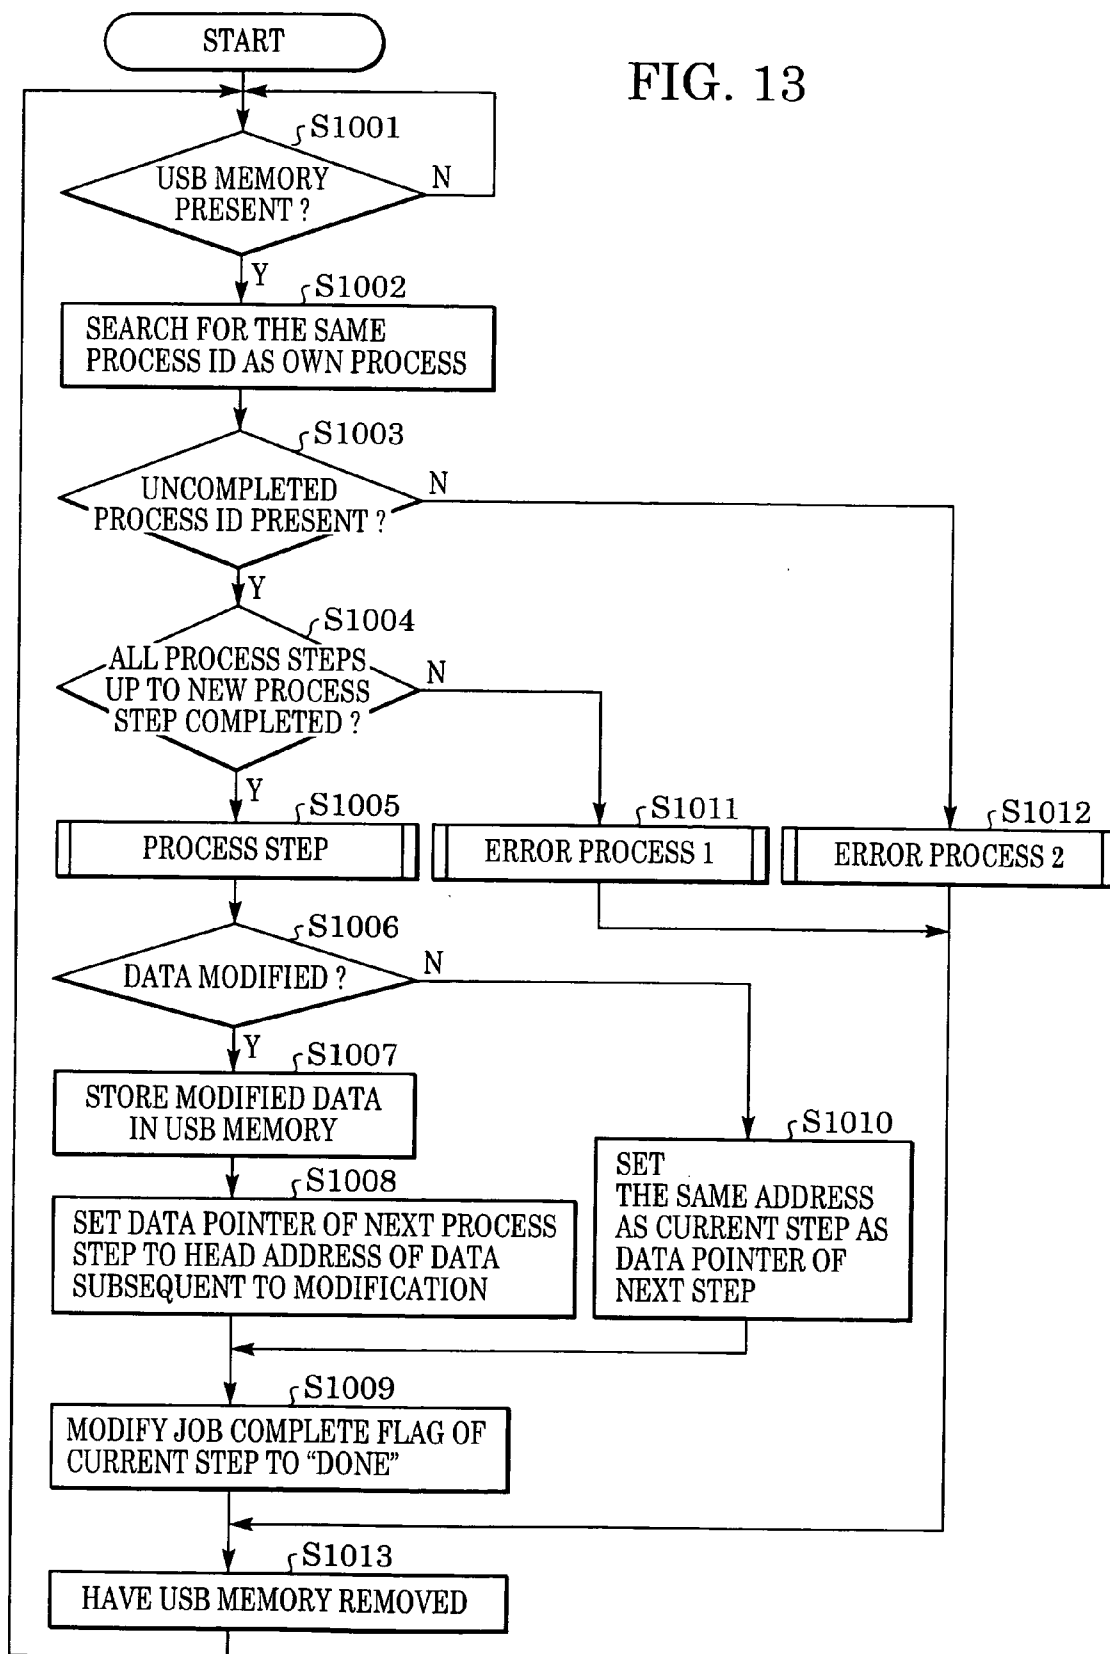 START
FIG. 13
S1001
USB MEMORY
PRESENT ?
N
Y
S1002
SEARCH FOR THE SAME
PROCESS ID AS OWN PROCESS
S1003
UNCOMPLETED
PROCESS ID PRESENT ?
N
Y
S1004
ALL PROCESS STEPS
UP TO NEW PROCESS
STEP COMPLETED ?
N
Y
S1005
PROCESS STEP
S1011
ERROR PROCESS 1
S1012
ERROR PROCESS 2
S1006
DATA MODIFIED ?
N
Y
S1007
STORE MODIFIED DATA
IN USB MEMORY
S1008
SET DATA POINTER OF NEXT PROCESS
STEP TO HEAD ADDRESS OF DATA
SUBSEQUENT TO MODIFICATION
S1010
SET
THE SAME ADDRESS
AS CURRENT STEP AS
DATA POINTER OF
NEXT STEP
S1009
MODIFY JOB COMPLETE FLAG OF
CURRENT STEP TO “DONE”
S1013
HAVE USB MEMORY REMOVED